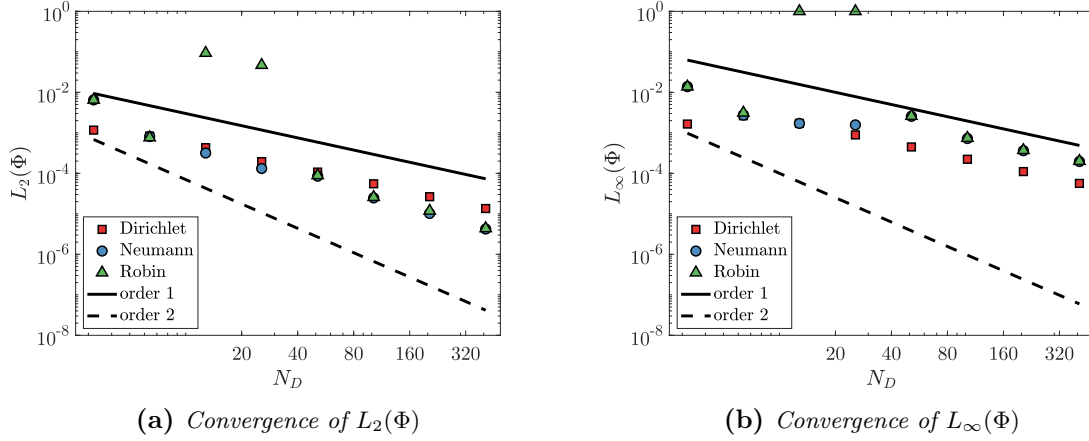 10^0
10^-2
10^-4
10^-6
10^-8
L_2(Φ)
Dirichlet
Neumann
Robin
order 1
order 2
20 40 80 160 320
N_D
(a) Convergence of L_2(Φ)
10^0
10^-2
10^-4
10^-6
10^-8
L_∞(Φ)
Dirichlet
Neumann
Robin
order 1
order 2
20 40 80 160 320
N_D
(b) Convergence of L_∞(Φ)